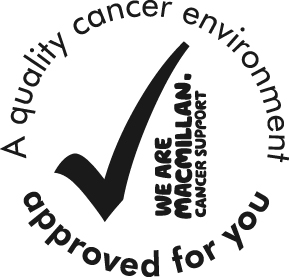 A quality cancer environment
WE ARE
MACMILLAN.
CANCER SUPPORT
approved for you